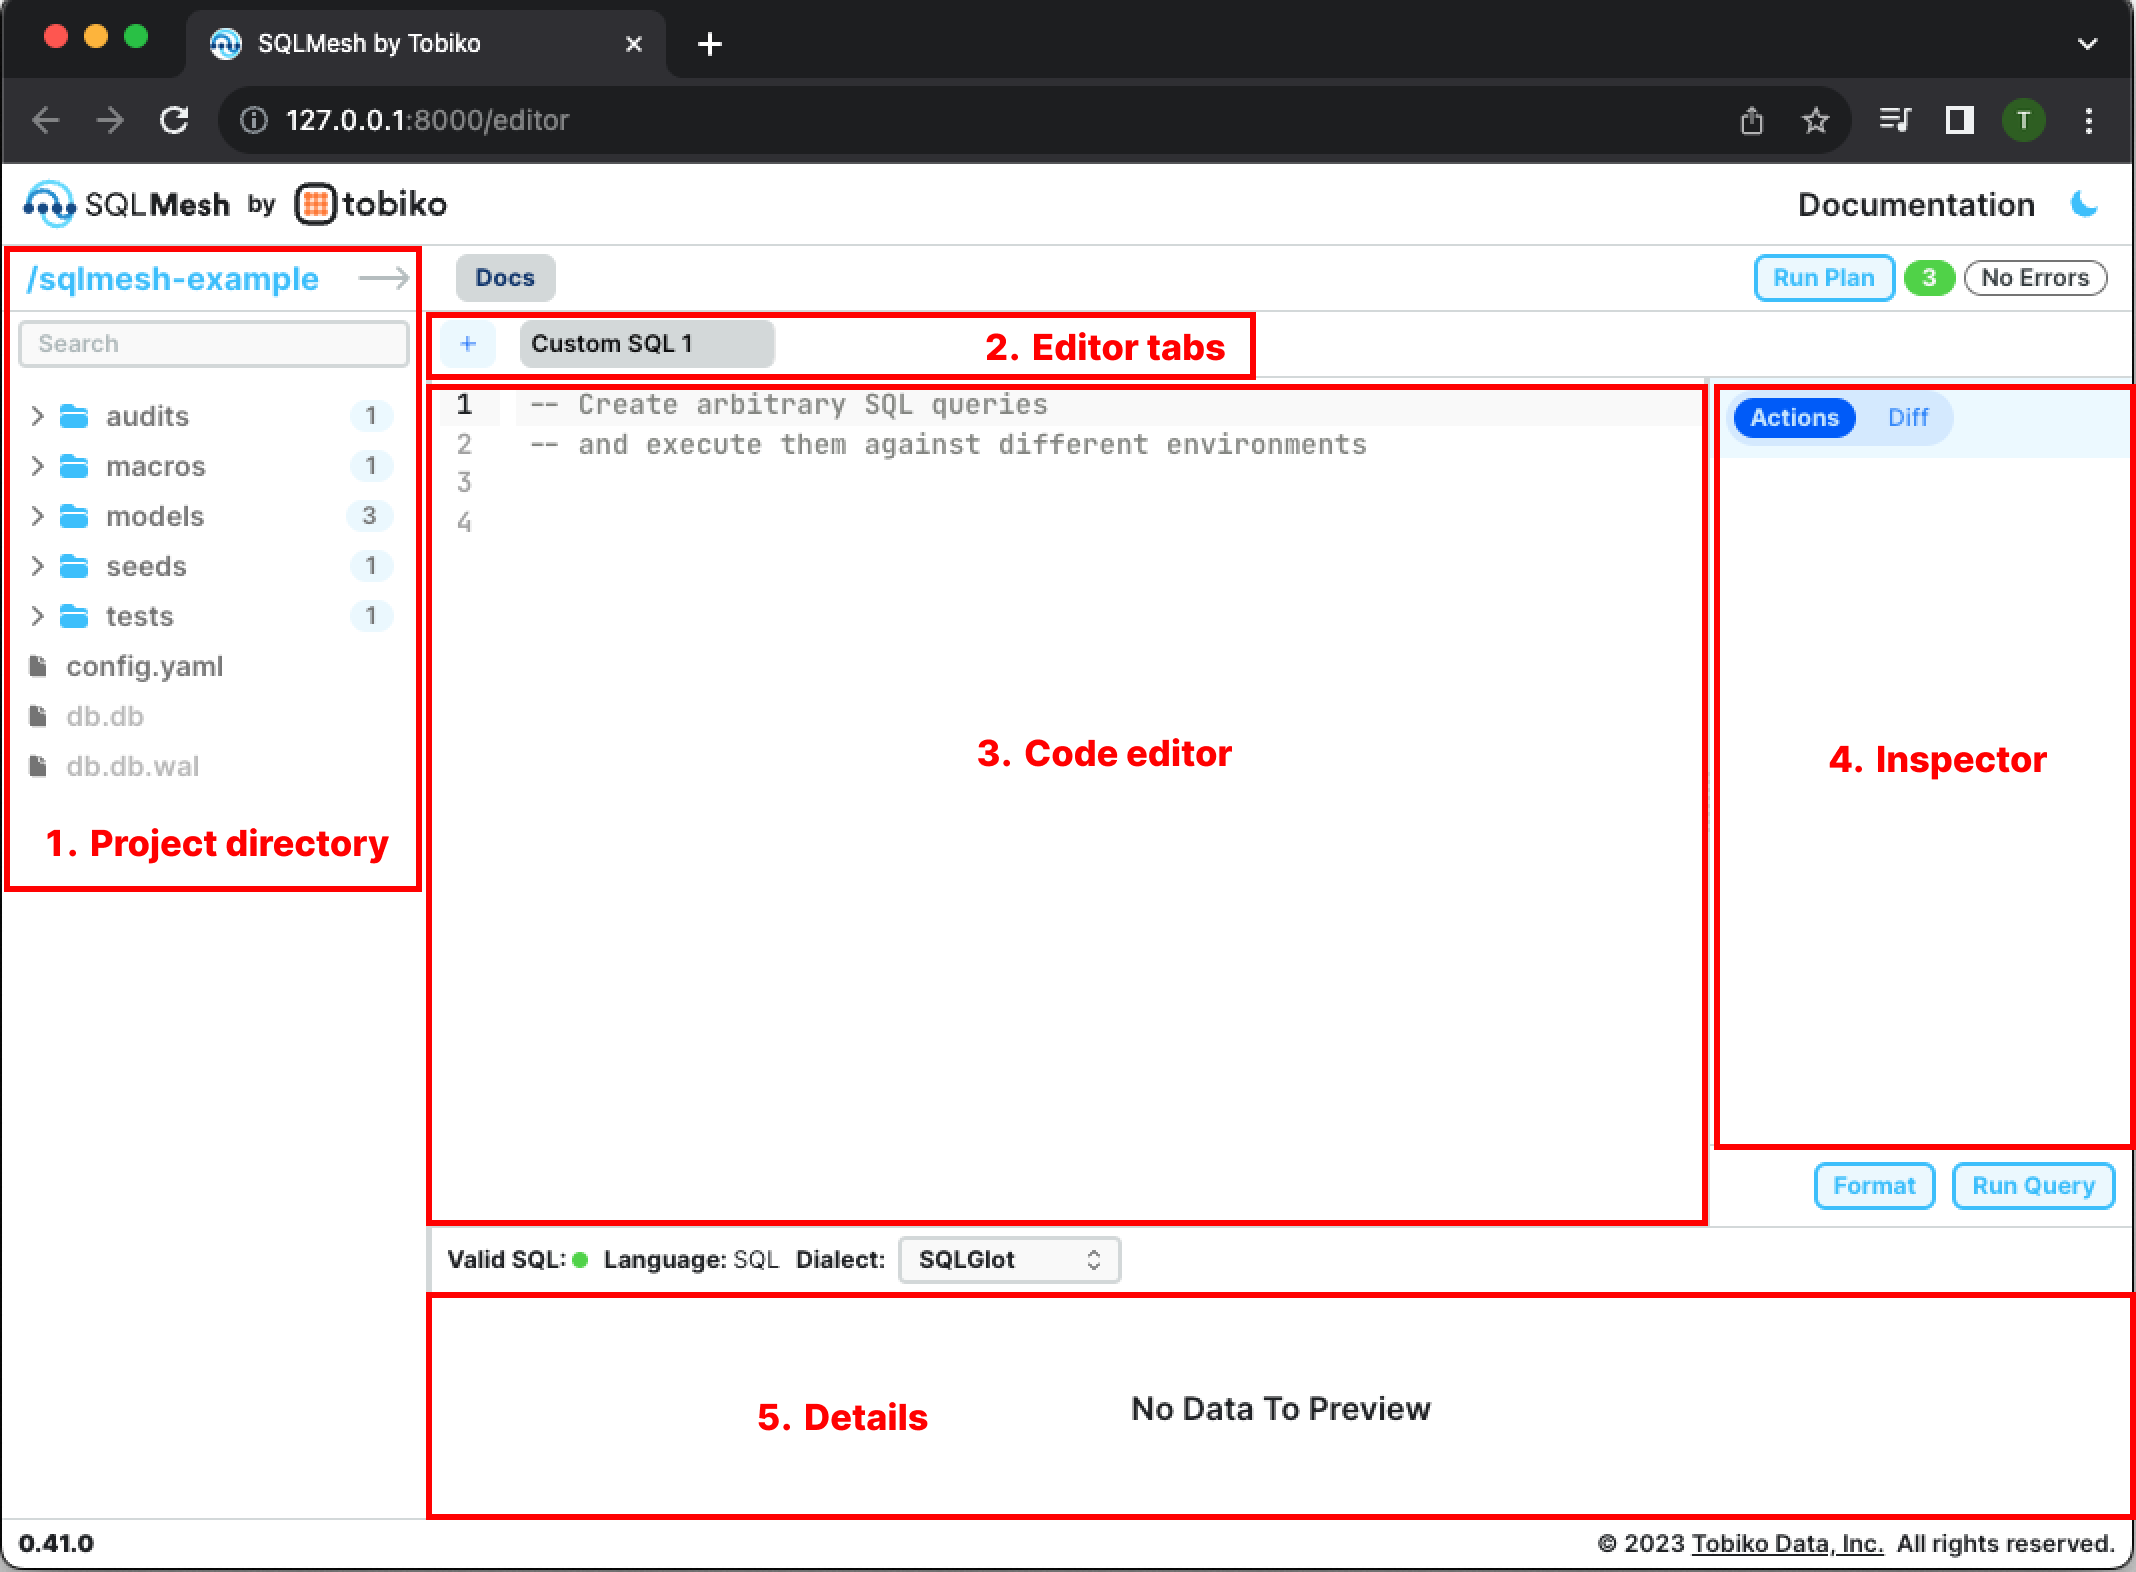 SQLMesh by Tobiko
127.0.0.1:8000/editor
T
SQLMesh by tobiko
Documentation
/sqlmesh-example
Docs
Run Plan
3
No Errors
Search
+
Custom SQL 1
2. Editor tabs
audits 1
macros 1
models 3
seeds 1
tests 1
config.yaml
db.db
db.db.wal
1. Project directory
1 -- Create arbitrary SQL queries
2 -- and execute them against different environments
3
4
3. Code editor
Actions
Diff
4. Inspector
Format
Run Query
Valid SQL: Language: SQL Dialect: SQLGlot
5. Details
No Data To Preview
0.41.0
© 2023 Tobiko Data, Inc. All rights reserved.